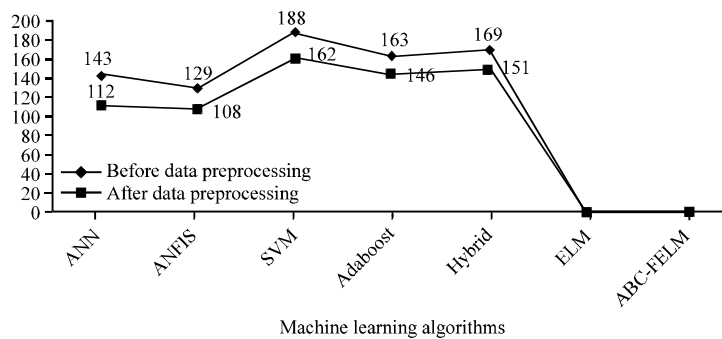 200
180
160
140
120
100
80
60
40
20
0
143
129
188
163
169
112
108
162
146
151
Before data preprocessing
After data preprocessing
ANN
ANFIS
SVM
Adaboost
Hybrid
ELM
ABC-FELM
Machine learning algorithms